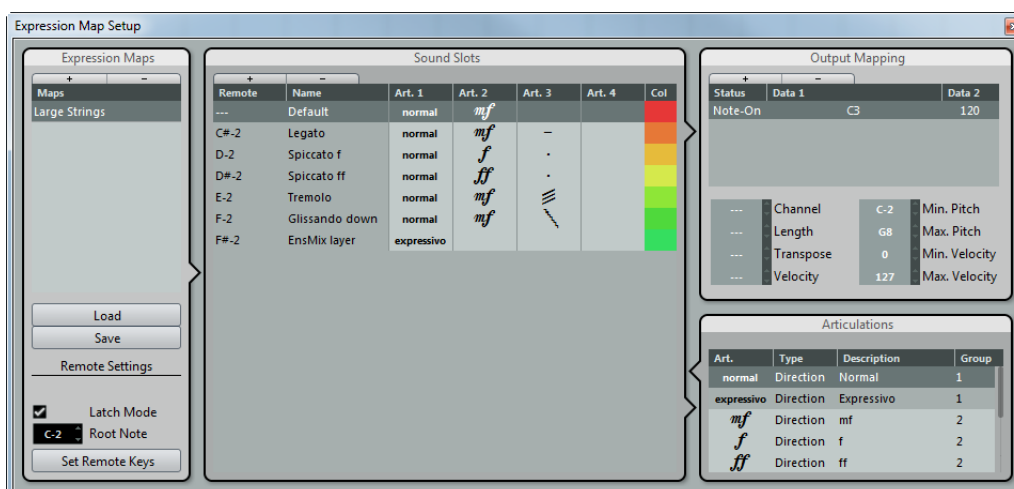 Expression Map Setup
Expression Maps
+ -
Maps
Large Strings
Load
Save
Remote Settings
Latch Mode
C-2 Root Note
Set Remote Keys
Sound Slots
+ -
Remote Name Art. 1 Art. 2 Art. 3 Art. 4 Col
--- Default normal mf
C#-2 Legato normal mf –
D-2 Spiccato f normal f ·
D#-2 Spiccato ff normal ff ·
E-2 Tremolo normal mf
F-2 Glissando down normal mf
F#-2 EnsMix layer expressivo
Output Mapping
+ -
Status Data 1 Data 2
Note-On C3 120
--- Channel C-2 Min. Pitch
--- Length G8 Max. Pitch
--- Transpose 0 Min. Velocity
--- Velocity 127 Max. Velocity
Articulations
Art. Type Description Group
normal Direction Normal 1
expressivo Direction Expressivo 1
mf Direction mf 2
f Direction f 2
ff Direction ff 2